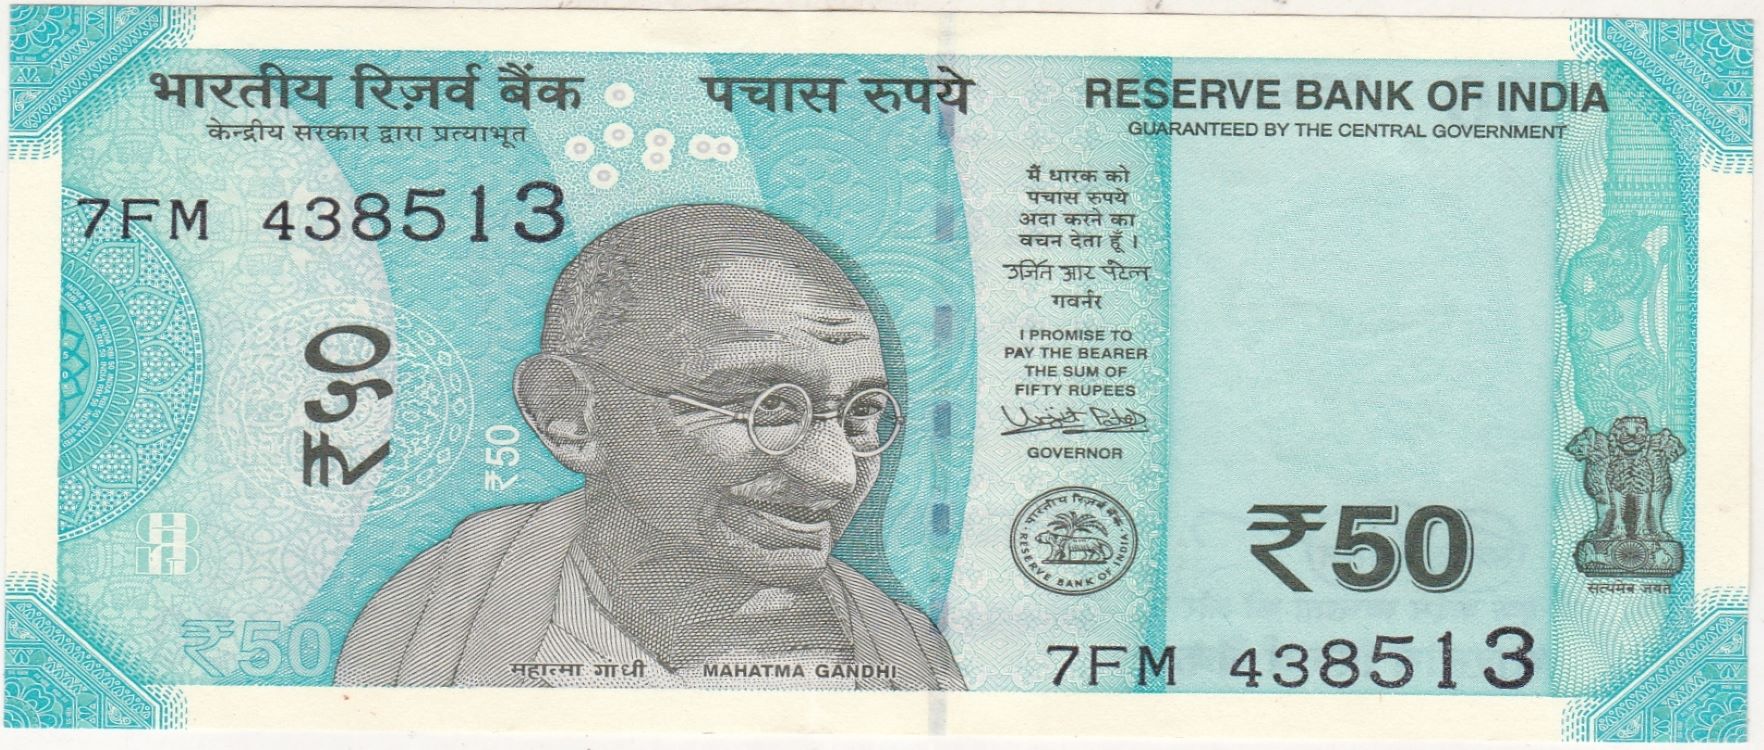 भारतीय रिज़र्व बैंक
केन्द्रीय सरकार द्वारा प्रत्याभूत
पचास रुपये
RESERVE BANK OF INDIA
GUARANTEED BY THE CENTRAL GOVERNMENT
7FM 438513
₹५०
₹50
₹50
महात्मा गांधी
MAHATMA GANDHI
मैं धारक को
पचास रुपये
अदा करने का
वचन देता हूँ ।
उर्जित आर पटेल
गवर्नर
I PROMISE TO
PAY THE BEARER
THE SUM OF
FIFTY RUPEES
Urjit Patel
GOVERNOR
भारतीय रिज़र्व बैंक
RESERVE BANK OF INDIA
₹50
सत्यमेव जयते
7FM 438513